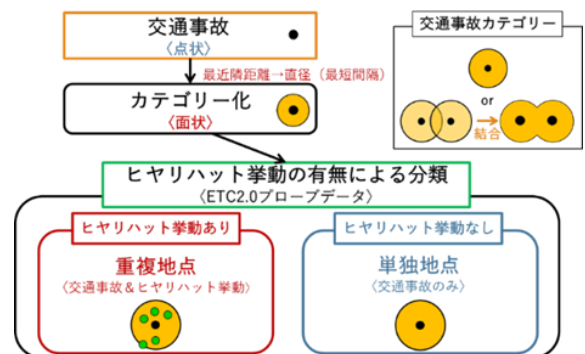 交通事故
〈点状〉
最近隣距離→直径（最短間隔）
カテゴリー化
〈面状〉
交通事故カテゴリー
or
結合
ヒヤリハット挙動の有無による分類
〈ETC2.0プローブデータ〉
ヒヤリハット挙動あり
重複地点
〈交通事故＆ヒヤリハット挙動〉
ヒヤリハット挙動なし
単独地点
〈交通事故のみ〉